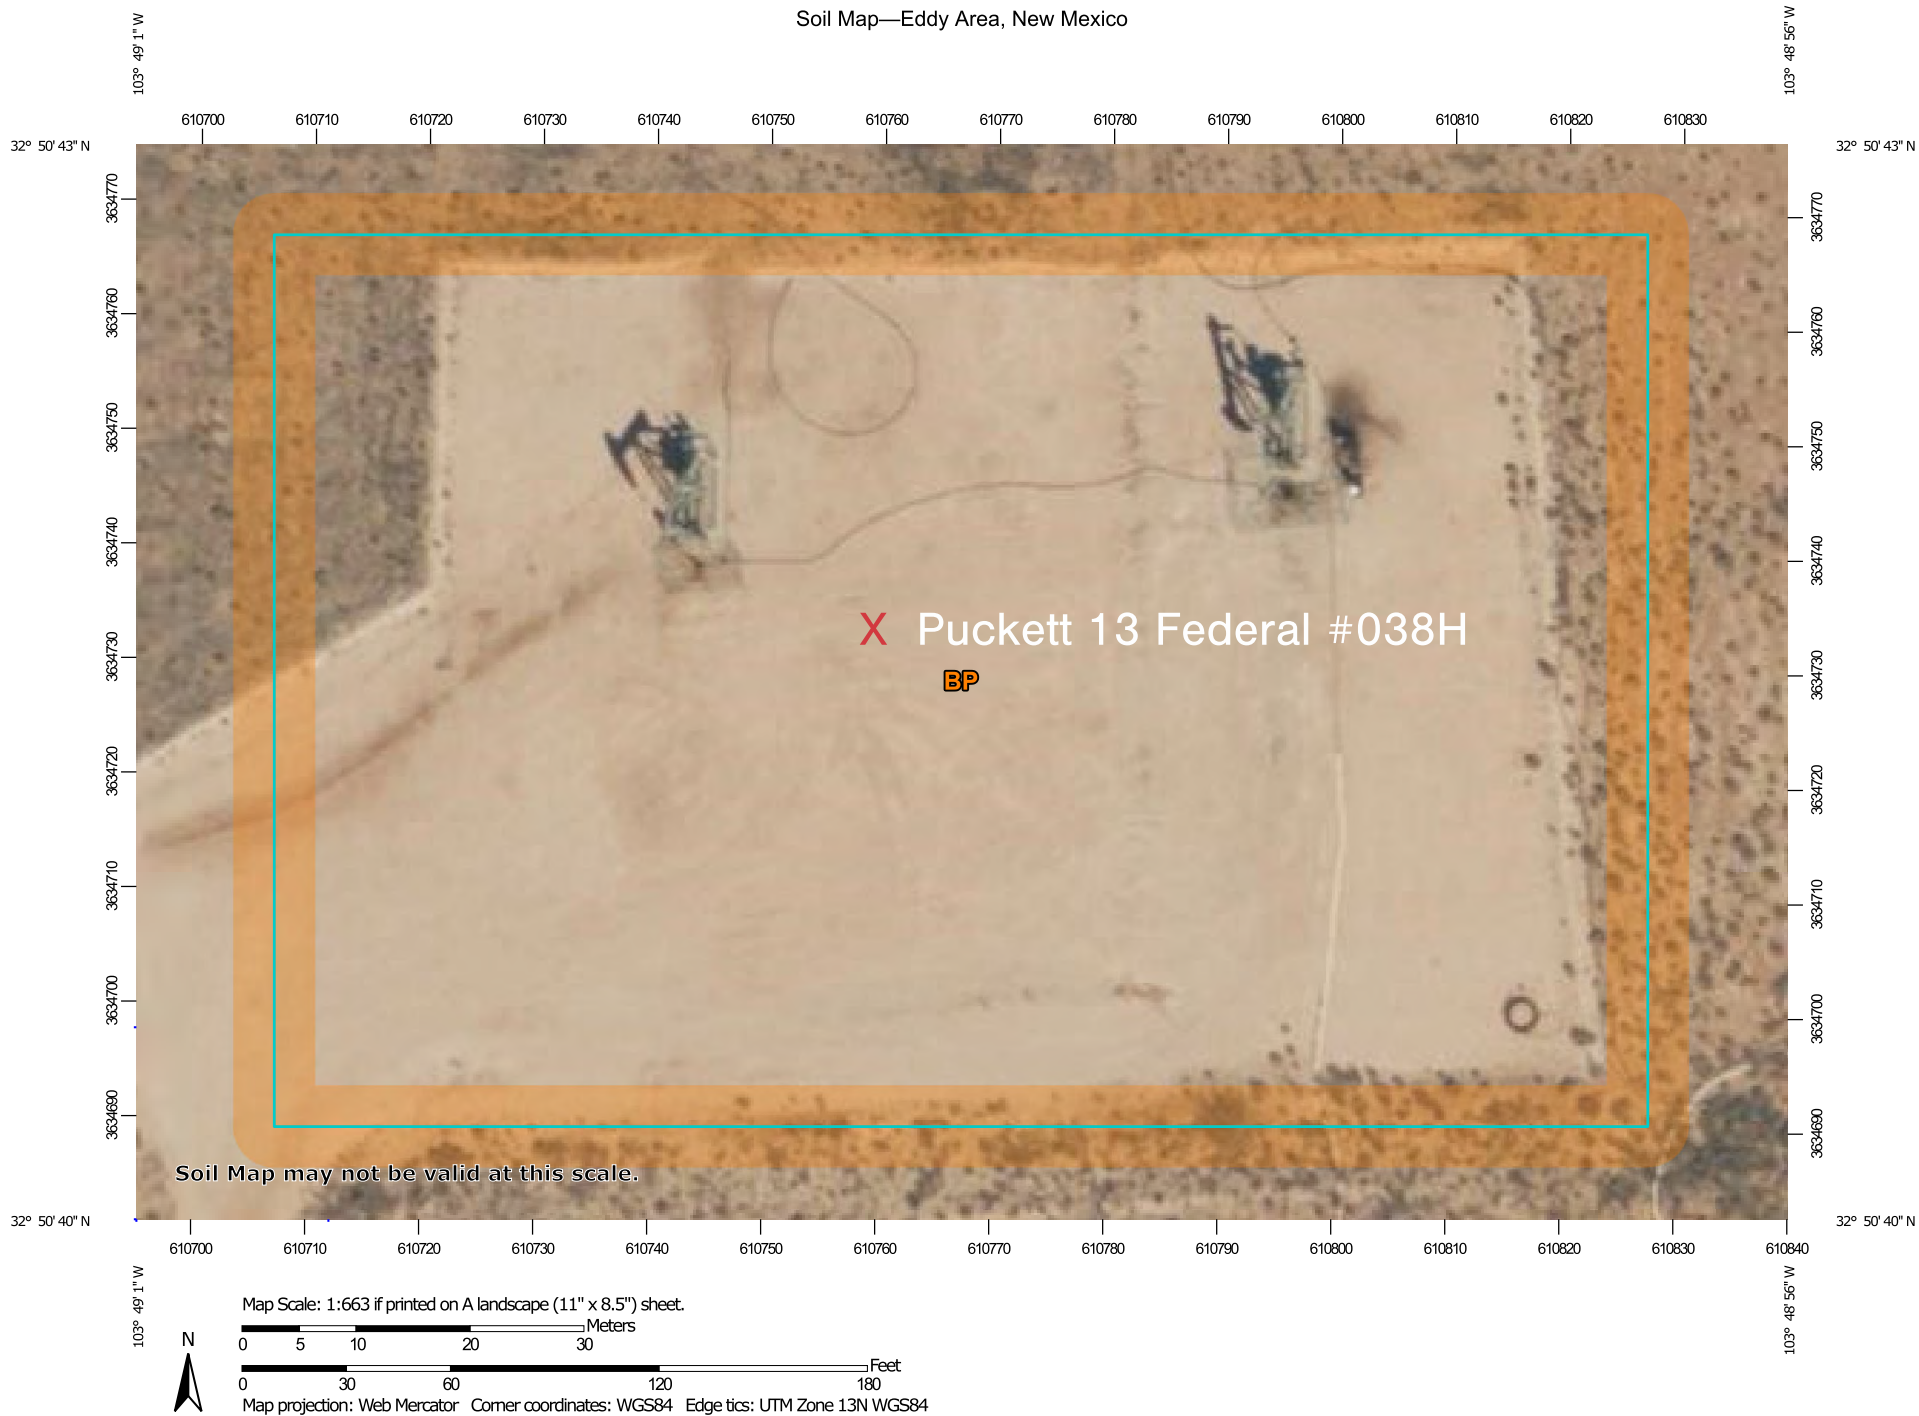 Soil Map—Eddy Area, New Mexico
103° 49' 1" W
103° 48' 56" W
610700 610710 610720 610730 610740 610750 610760 610770 610780 610790 610800 610810 610820 610830
32° 50' 43" N
32° 50' 43" N
3634770
3634760
3634750
3634740
3634730
3634720
3634710
3634700
3634690
3634770
3634760
3634750
3634740
3634730
3634720
3634710
3634700
3634690
X Puckett 13 Federal #038H
BP
Soil Map may not be valid at this scale.
32° 50' 40" N
32° 50' 40" N
610700 610710 610720 610730 610740 610750 610760 610770 610780 610790 610800 610810 610820 610830 610840
103° 49' 1" W
103° 48' 56" W
Map Scale: 1:663 if printed on A landscape (11" x 8.5") sheet.
Meters
0 5 10 20 30
N
Feet
0 30 60 120 180
Map projection: Web Mercator Corner coordinates: WGS84 Edge tics: UTM Zone 13N WGS84